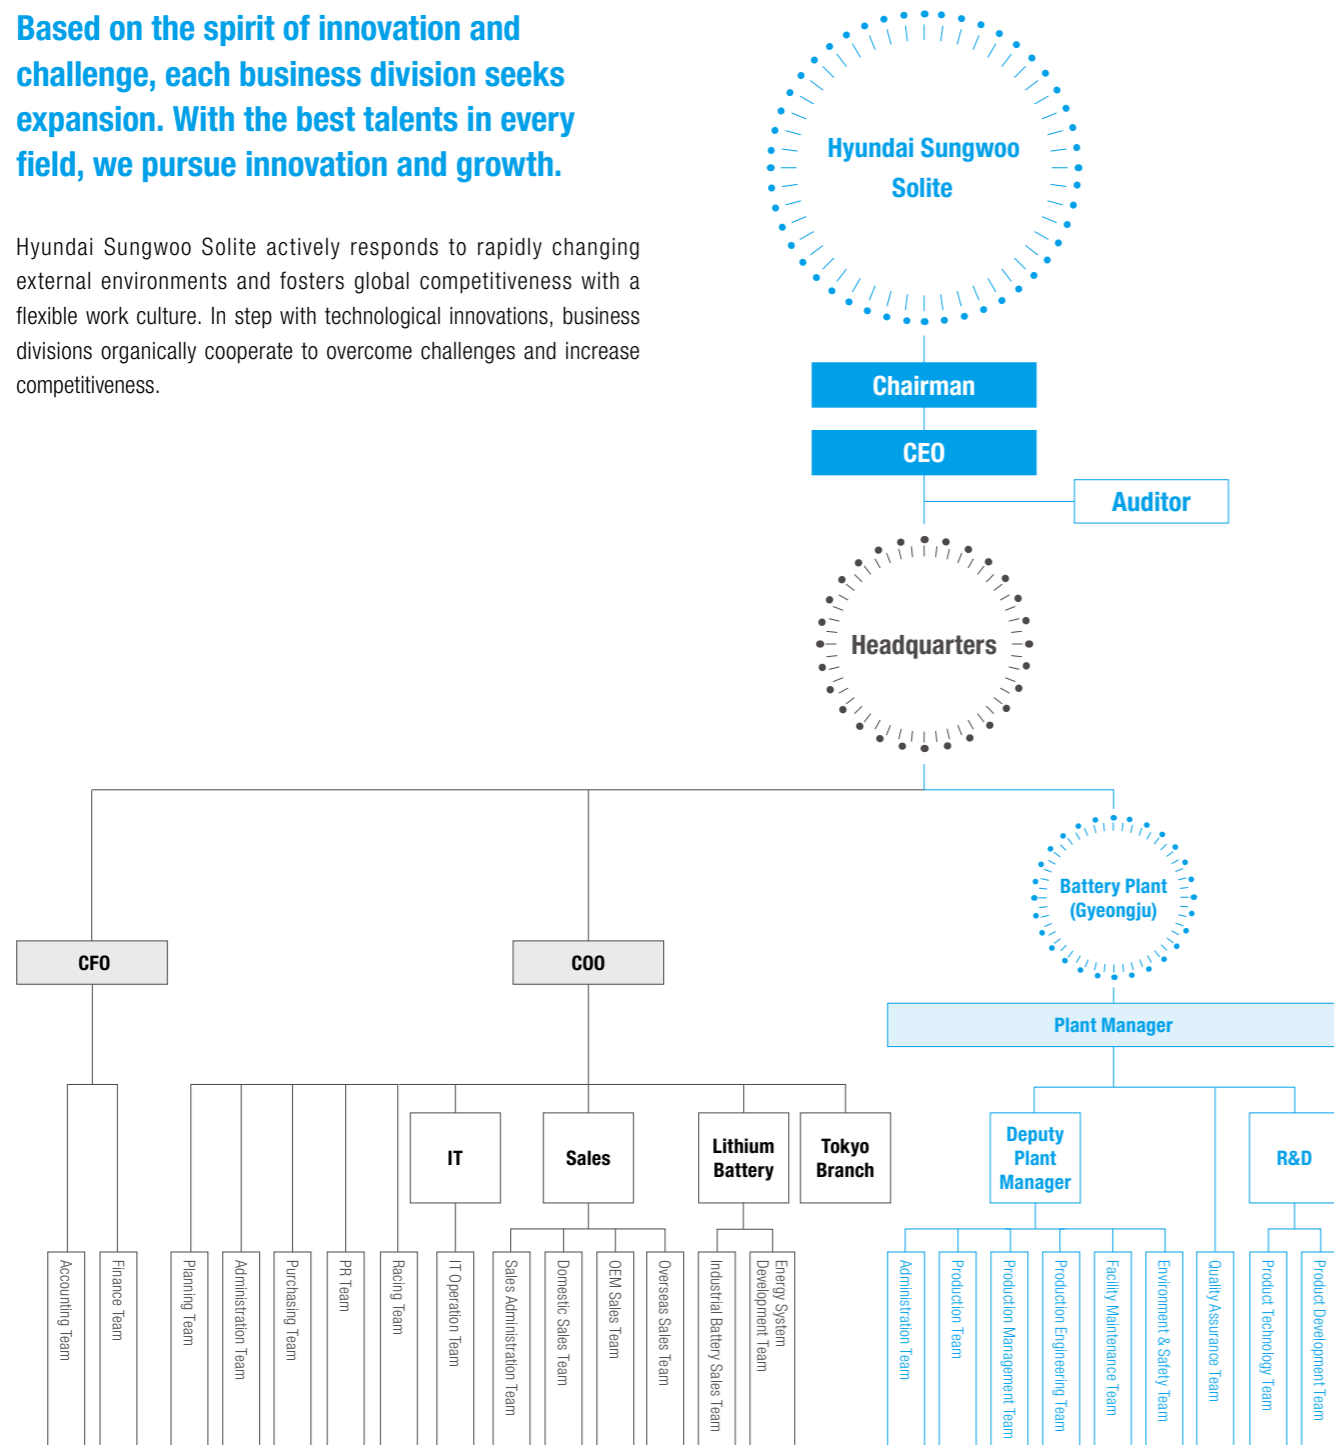 Based on the spirit of innovation and
challenge, each business division seeks
expansion. With the best talents in every
field, we pursue innovation and growth.
Hyundai Sungwoo Solite actively responds to rapidly changing
external environments and fosters global competitiveness with a
flexible work culture. In step with technological innovations, business
divisions organically cooperate to overcome challenges and increase
competitiveness.
Hyundai Sungwoo
Solite
Chairman
CEO
Auditor
Headquarters
Battery Plant
(Gyeongju)
CFO
COO
Plant Manager
IT
Sales
Lithium
Battery
Tokyo
Branch
Deputy
Plant
Manager
R&D
Accounting Team
Finance Team
Planning Team
Administration Team
Purchasing Team
PR Team
Racing Team
IT Operation Team
Sales Administration Team
Domestic Sales Team
OEM Sales Team
Overseas Sales Team
Industrial Battery Sales Team
Energy System
Development Team
Administration Team
Production Team
Production Management Team
Production Engineering Team
Facility Maintenance Team
Environment & Safety Team
Quality Assurance Team
Product Technology Team
Product Development Team